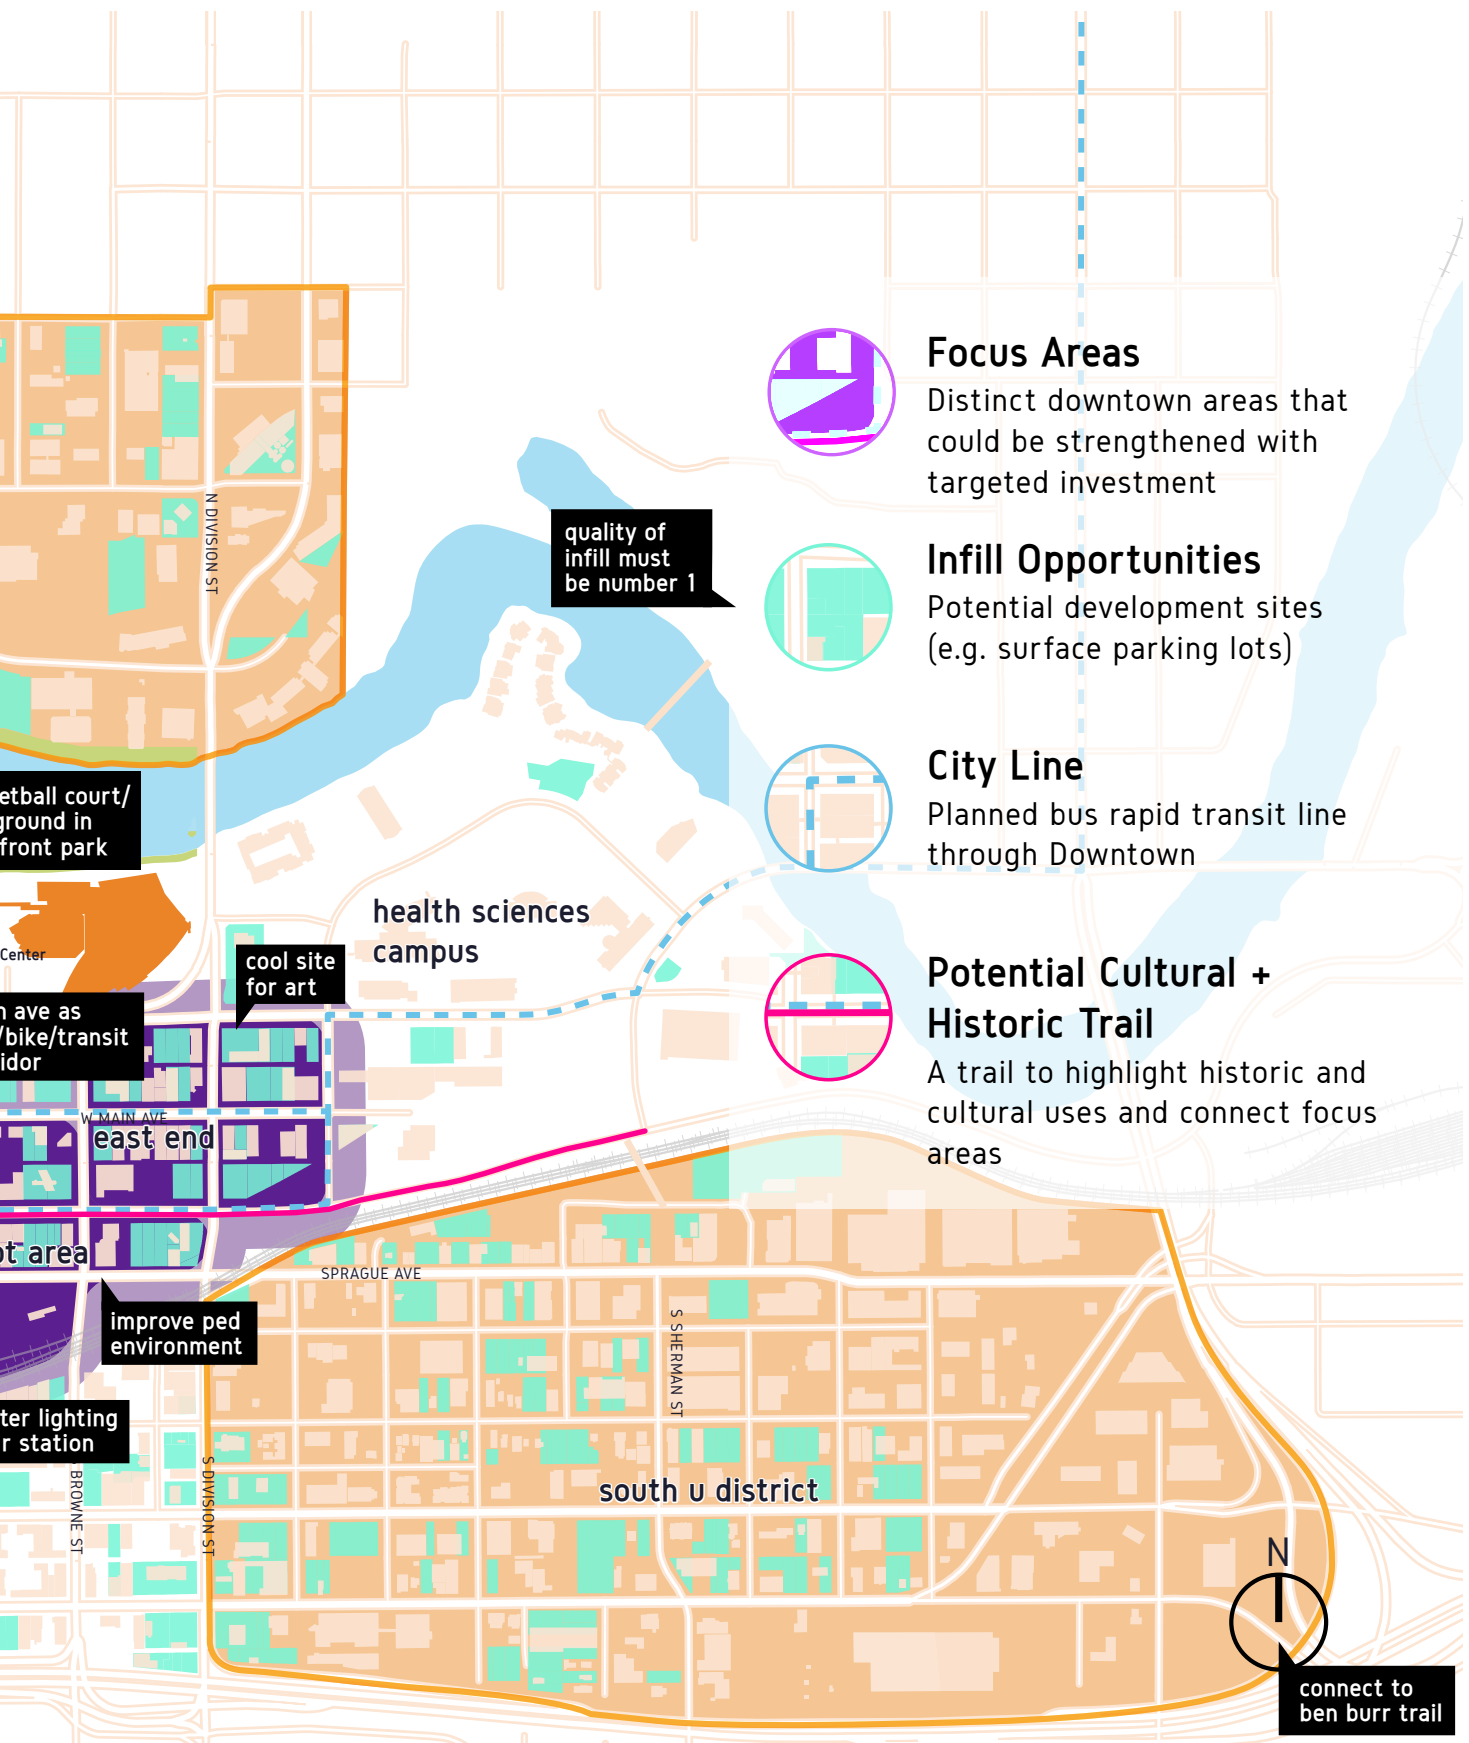 Focus Areas
Distinct downtown areas that
could be strengthened with
targeted investment
N DIVISION ST
quality of
infill must
be number 1
Infill Opportunities
Potential development sites
(e.g. surface parking lots)
City Line
Planned bus rapid transit line
through Downtown
etball court/
ground in
front park
health sciences
campus
Center
cool site
for art
Potential Cultural +
Historic Trail
A trail to highlight historic and
cultural uses and connect focus
areas
n ave as
/bike/transit
idor
W MAIN AVE
east end
ot area
SPRAGUE AVE
improve ped
environment
S SHERMAN ST
ter lighting
r station
BROWNE ST
S DIVISION ST
south u district
N
connect to
ben burr trail